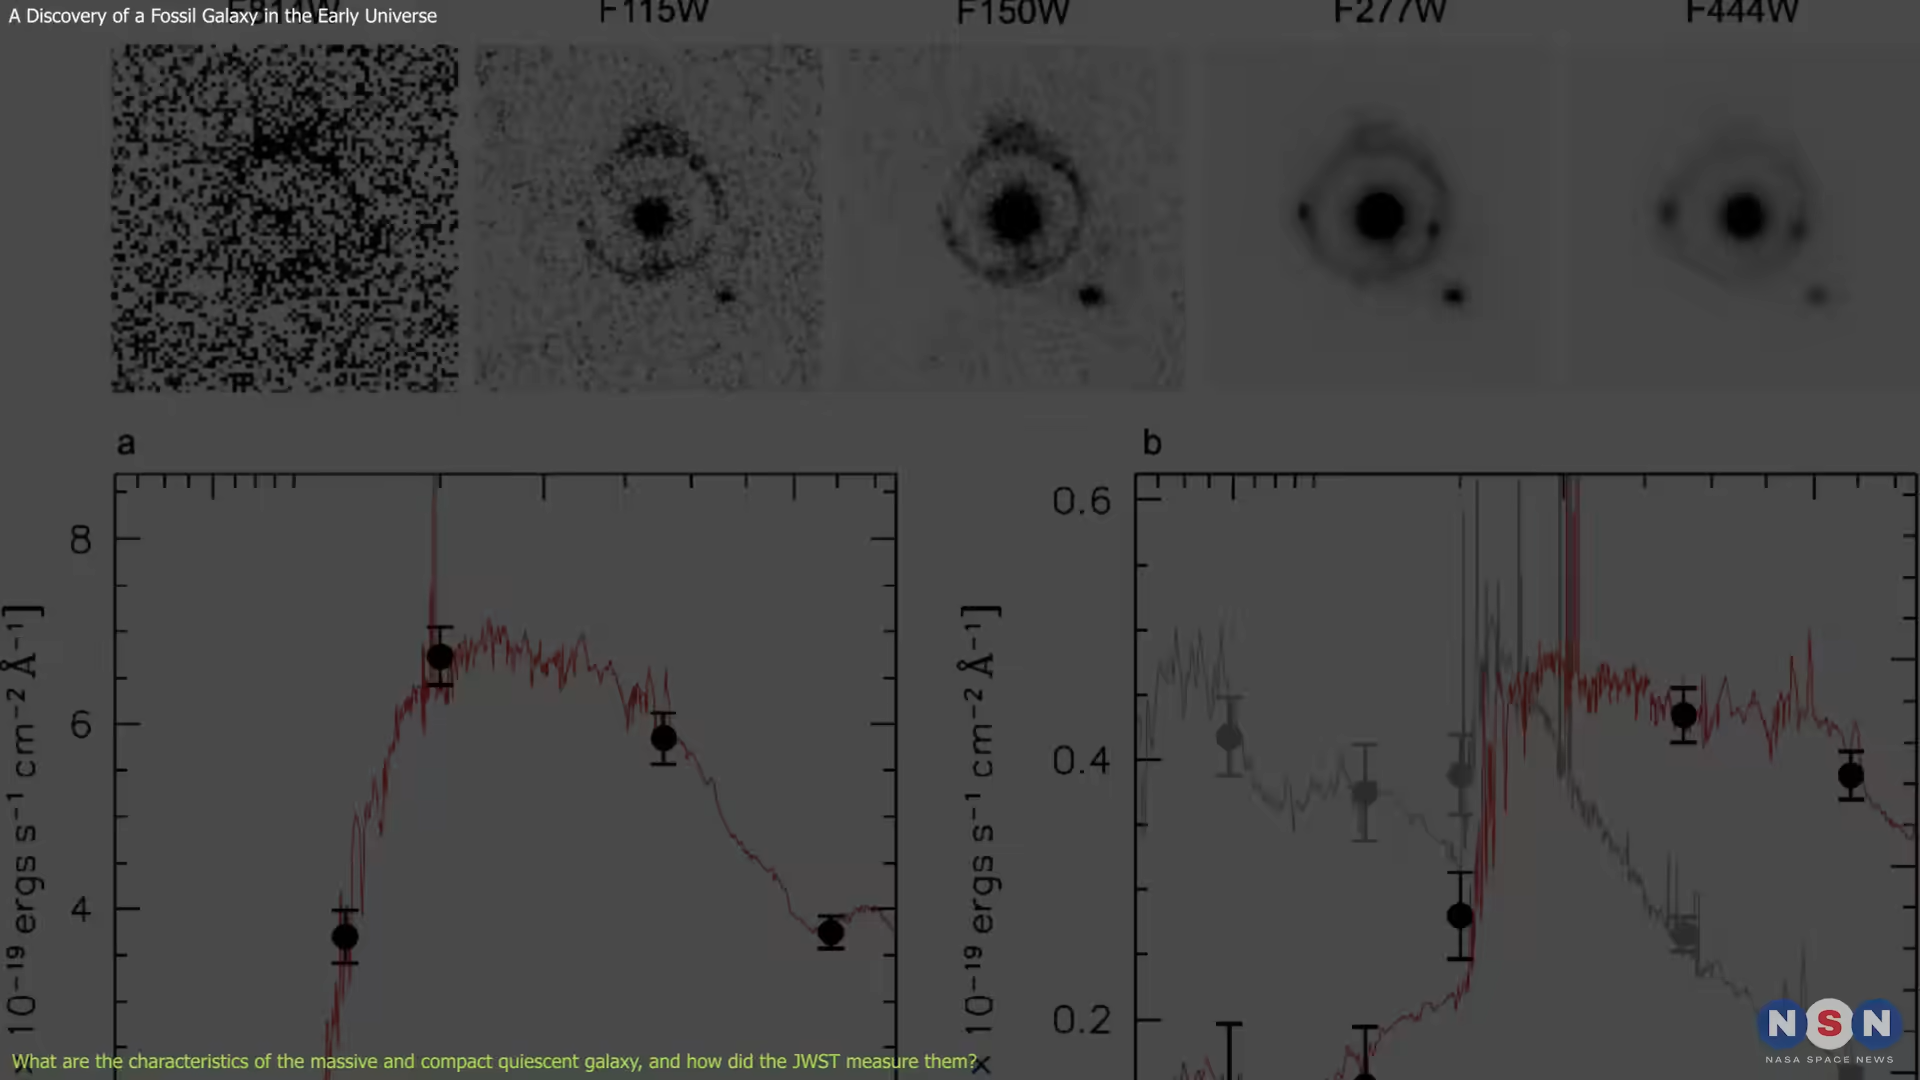 A Discovery of a Fossil Galaxy in the Early Universe
F814W F115W F150W F277W F444W
a
b
8
6
4
10⁻¹⁹ ergs s⁻¹ cm⁻² Å⁻¹]
0.6
0.4
0.2
× 10⁻¹⁹ ergs s⁻¹ cm⁻² Å⁻¹]
What are the characteristics of the massive and compact quiescent galaxy, and how did the JWST measure them?
NSN
NASA SPACE NEWS